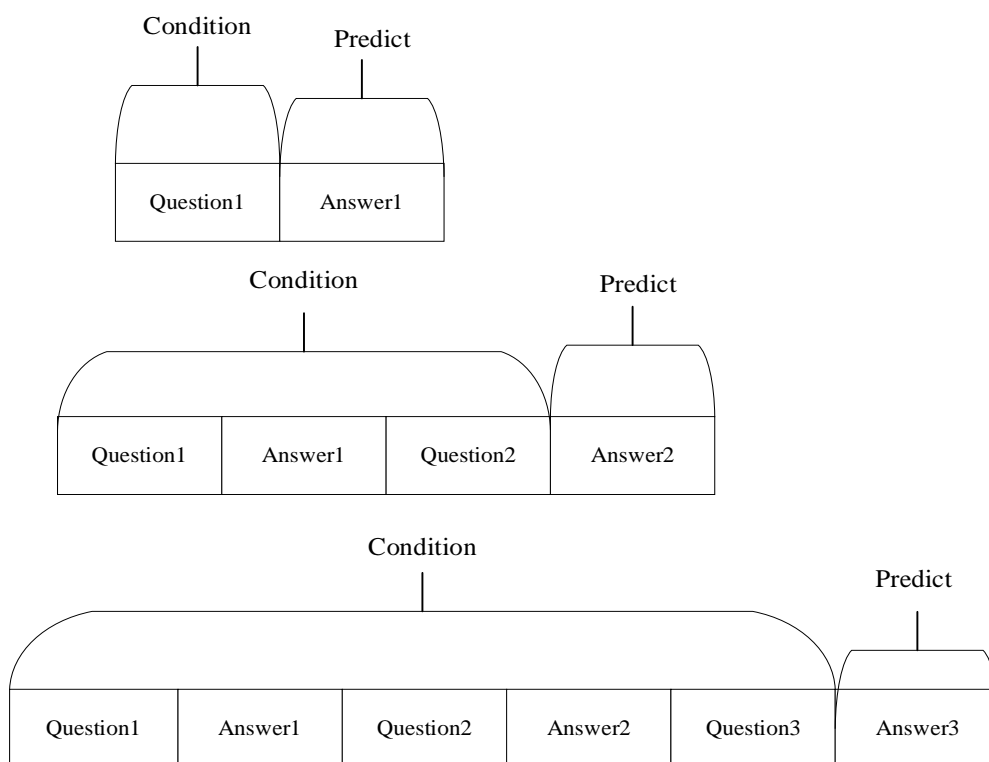 Condition
Predict
Question1 Answer1
Condition
Predict
Question1 Answer1 Question2 Answer2
Condition
Predict
Question1 Answer1 Question2 Answer2 Question3 Answer3